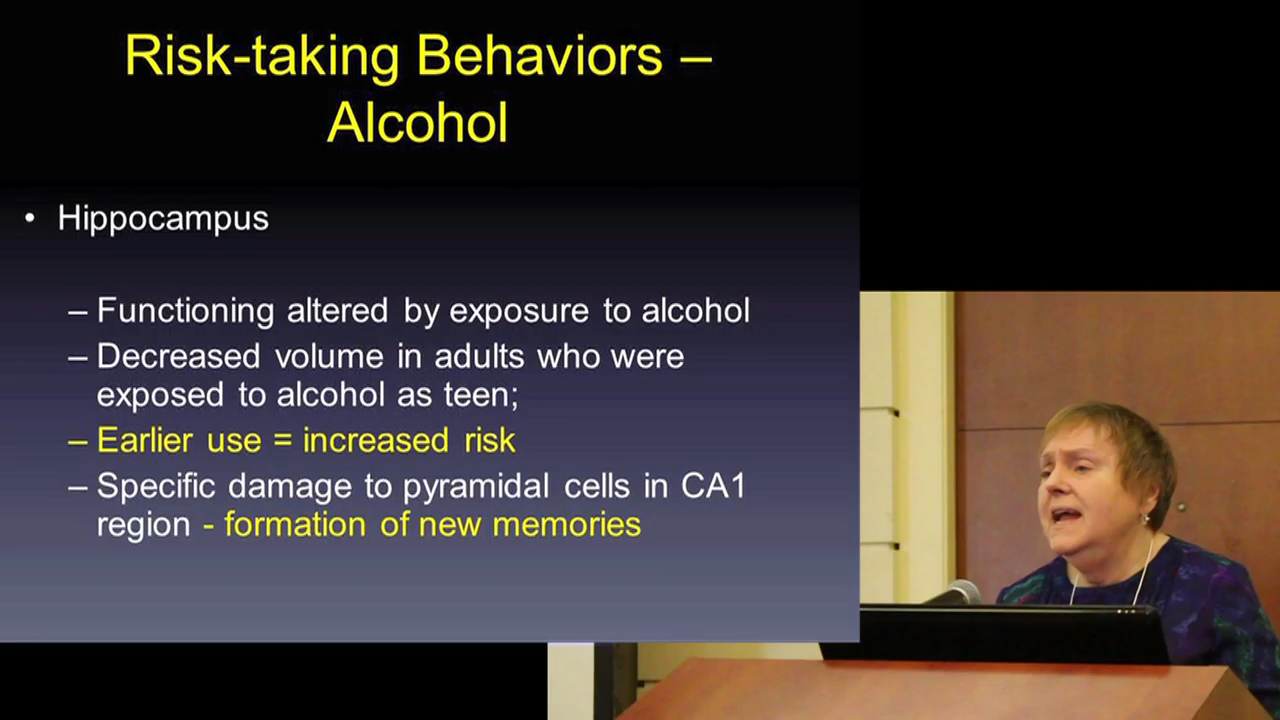 Risk-taking Behaviors –
Alcohol
• Hippocampus
– Functioning altered by exposure to alcohol
– Decreased volume in adults who were
exposed to alcohol as teen;
– Earlier use = increased risk
– Specific damage to pyramidal cells in CA1
region - formation of new memories